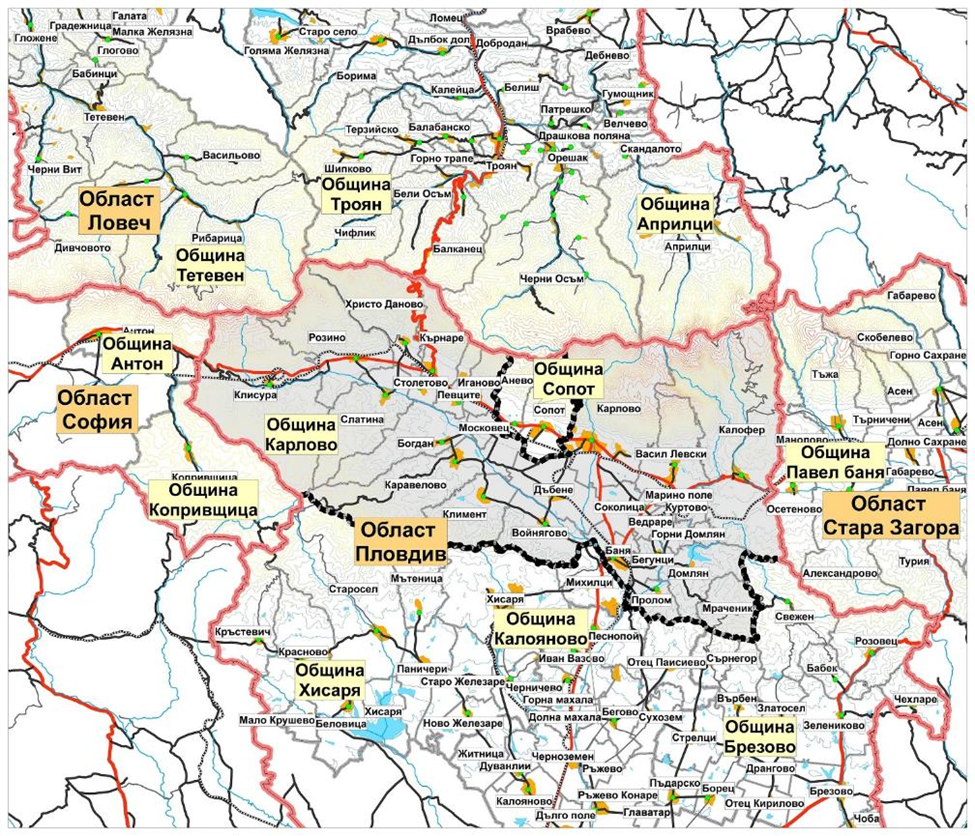 Галата
Градежница
Малка Желязна
Гложене
Глогово
Бабинци
Тетевен
Васильово
Черни Вит
Област
Ловеч
Дивчовото
Рибарица
Община
Тетевен
Ломец
Старо село
Голяма Желязна
Дълбок дол
Добродан
Врабево
Дебнево
Борима
Калейца
Белиш
Гумощник
Патрешко
Велчево
Терзийско
Балабанско
Драшкова поляна
Скандалото
Горно трапе
Троян
Орешак
Шипково
Община
Троян
Бели Осъм
Чифлик
Балканец
Черни Осъм
Община
Априлци
Априлци
Габарево
Скобелево
Горно Сахране
Тъжа
Асен
Търничени
Асен
Манолово
Долно Сахране
Община
Павел баня
Габарево
Павел баня
Осетеново
Област
Стара Загора
Турия
Александрово
Антон
Община
Антон
Област
София
Копривщица
Община
Копривщица
Христо Даново
Розино
Кърнаре
Клисура
Столетово
Иганово
Анево
Певците
Община
Сопот
Сопот
Карлово
Слатина
Община
Карлово
Московец
Богдан
Калофер
Васил Левски
Каравелово
Дъбене
Марино поле
Соколица
Куртово
Климент
Войнягово
Ведраре
Горни Домлян
Област
Пловдив
Баня
Бегунци
Домлян
Михилци
Пролом
Мраченик
Свежен
Мътеница
Старосел
Хисаря
Община
Калояново
Песнопой
Кръстевич
Красново
Паничери
Иван Вазово
Отец Паисиево
Сърнегор
Розовец
Бабек
Община
Хисаря
Старо Железаре
Черничево
Горна махала
Върбен
Златосел
Чехларе
Хисаря
Мало Крушево
Беловица
Ново Железаре
Долна махала
Бегово
Сухозем
Зелениково
Стрелци
Община
Брезово
Житница
Дуванлии
Черноземен
Ръжево
Дрангово
Пъдарско
Борец
Брезово
Калояново
Ръжево Конаре
Отец Кирилово
Дълго поле
Главатар
Чоба